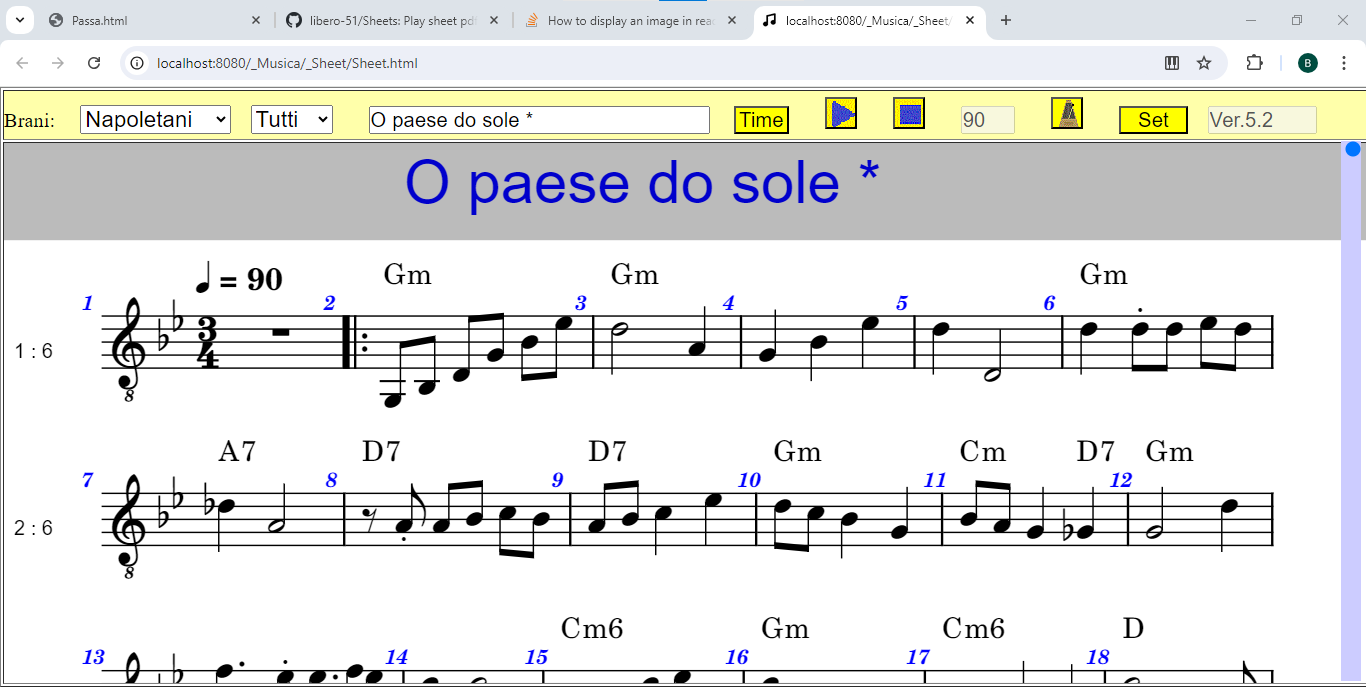 Passa.html
libero-51/Sheets: Play sheet pd
How to display an image in rea
localhost:8080/_Musica/_Sheet/
localhost:8080/_Musica/_Sheet/Sheet.html
B
Brani: Napoletani Tutti O paese do sole * Time 90 Set Ver.5.2
O paese do sole *
= 90 Gm Gm Gm
1 2 3 4 5 6
3
4
1 : 6
8
A7 D7 D7 Gm Cm D7 Gm
7 8 9 10 11 12
2 : 6
8
Cm6 Gm Cm6 D
13 14 15 16 17 18